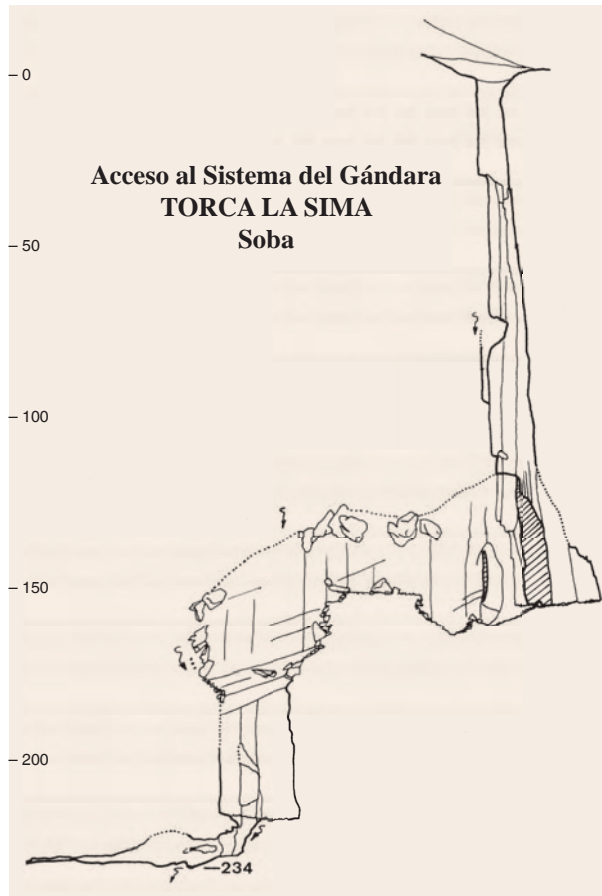 – 0
Acceso al Sistema del Gándara
TORCA LA SIMA
Soba
– 50
– 100
– 150
– 200
–234